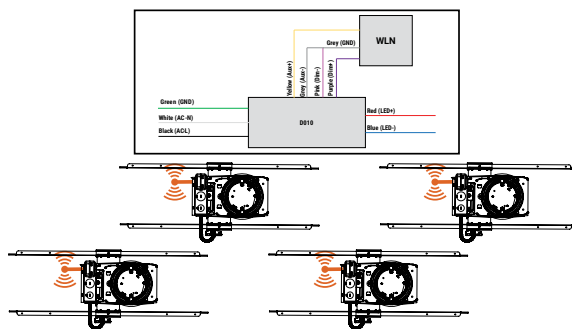 WLN
Grey (GND)
Yellow (Aux+)
Grey (Aux-)
Pink (Dim-)
Purple (Dim+)
Green (GND)
White (AC-N)
Black (AC-L)
D010
Red (LED+)
Blue (LED-)